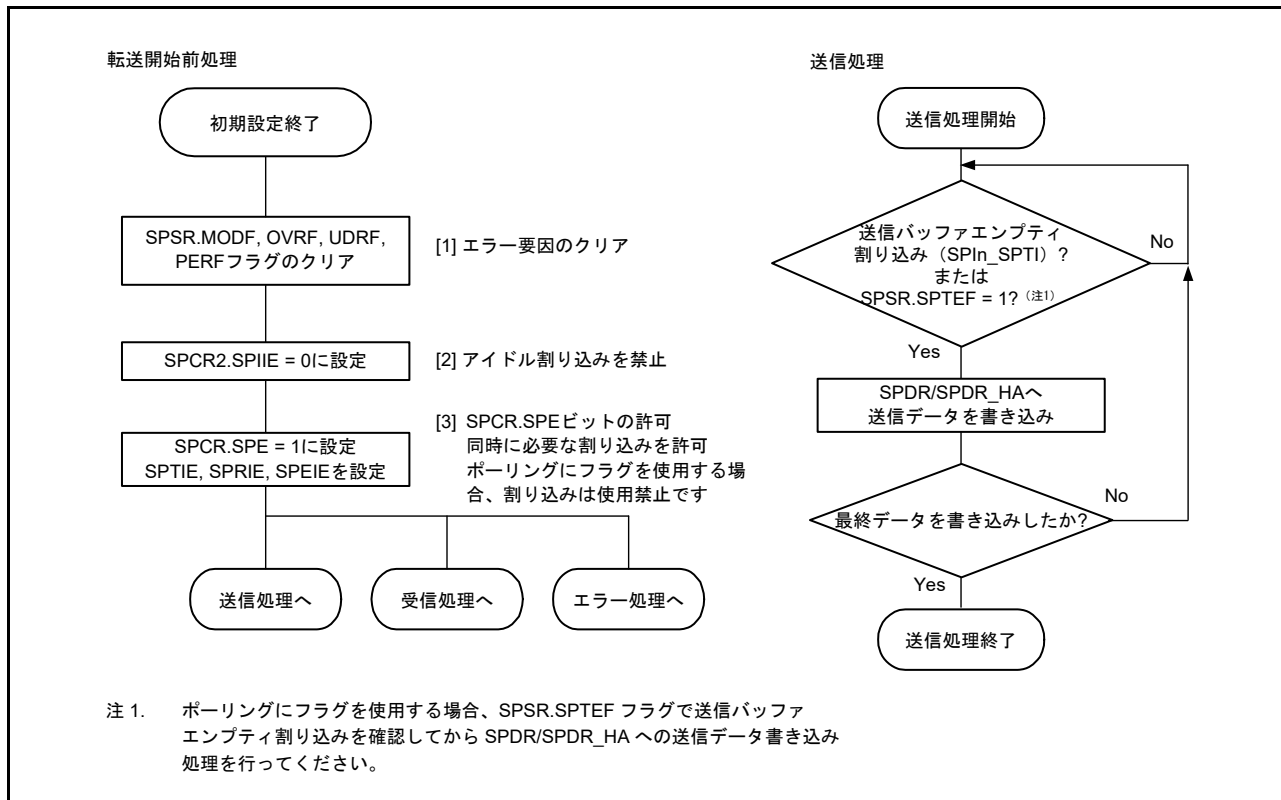 転送開始前処理
初期設定終了
SPSR.MODF, OVRF, UDRF,
PERFフラグのクリア
[1] エラー要因のクリア
SPCR2.SPIIE = 0に設定
[2] アイドル割り込みを禁止
SPCR.SPE = 1に設定
SPTIE, SPRIE, SPEIEを設定
[3] SPCR.SPEビットの許可
同時に必要な割り込みを許可
ポーリングにフラグを使用する場
合、割り込みは使用禁止です
送信処理へ
受信処理へ
エラー処理へ
送信処理
送信処理開始
送信バッファエンプティ
割り込み（SPIn_SPTI）?
または
SPSR.SPTEF = 1?（注1）
No
Yes
SPDR/SPDR_HAへ
送信データを書き込み
最終データを書き込みしたか?
No
Yes
送信処理終了
注 1. ポーリングにフラグを使用する場合、SPSR.SPTEF フラグで送信バッファ
エンプティ割り込みを確認してから SPDR/SPDR_HA への送信データ書き込み
処理を行ってください。